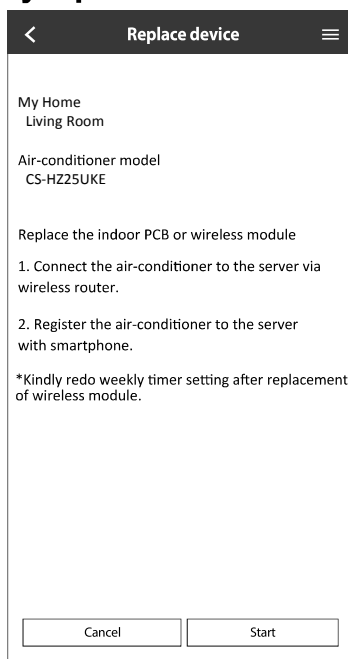 Replace device
My Home
Living Room
Air-conditioner model
CS-HZ25UKE
Replace the indoor PCB or wireless module
1. Connect the air-conditioner to the server via
wireless router.
2. Register the air-conditioner to the server
with smartphone.
*Kindly redo weekly timer setting after replacement
of wireless module.
Cancel
Start